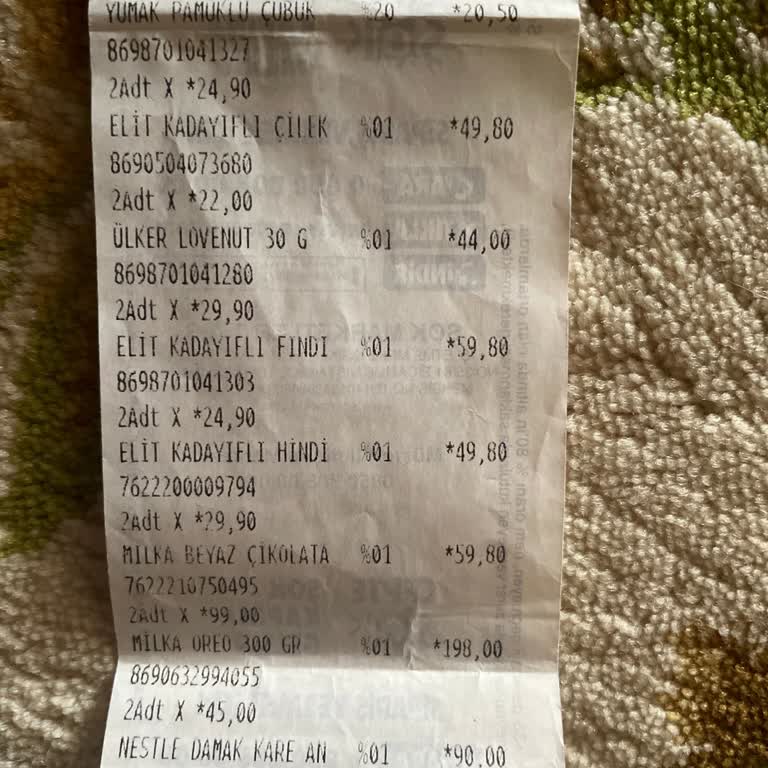 YUMAK PAMUKLU ÇUBUK %20 *20,50
8698701041327
2Adt X *24,90
ELİT KADAYIFLI ÇİLEK %01 *49,80
8690504073680
2Adt X *22,00
ÜLKER LOVENUT 30 G %01 *44,00
8698701041280
2Adt X *29,90
ELİT KADAYIFLI FINDI %01 *59,80
8698701041303
2Adt X *24,90
ELİT KADAYIFLI HİNDİ %01 *49,80
7622200009794
2Adt X *29,90
MİLKA BEYAZ ÇİKOLATA %01 *59,80
7622210750495
2Adt X *99,00
MİLKA OREO 300 GR %01 *198,00
8690632994055
2Adt X *45,00
NESTLE DAMAK KARE AN %01 *90,00